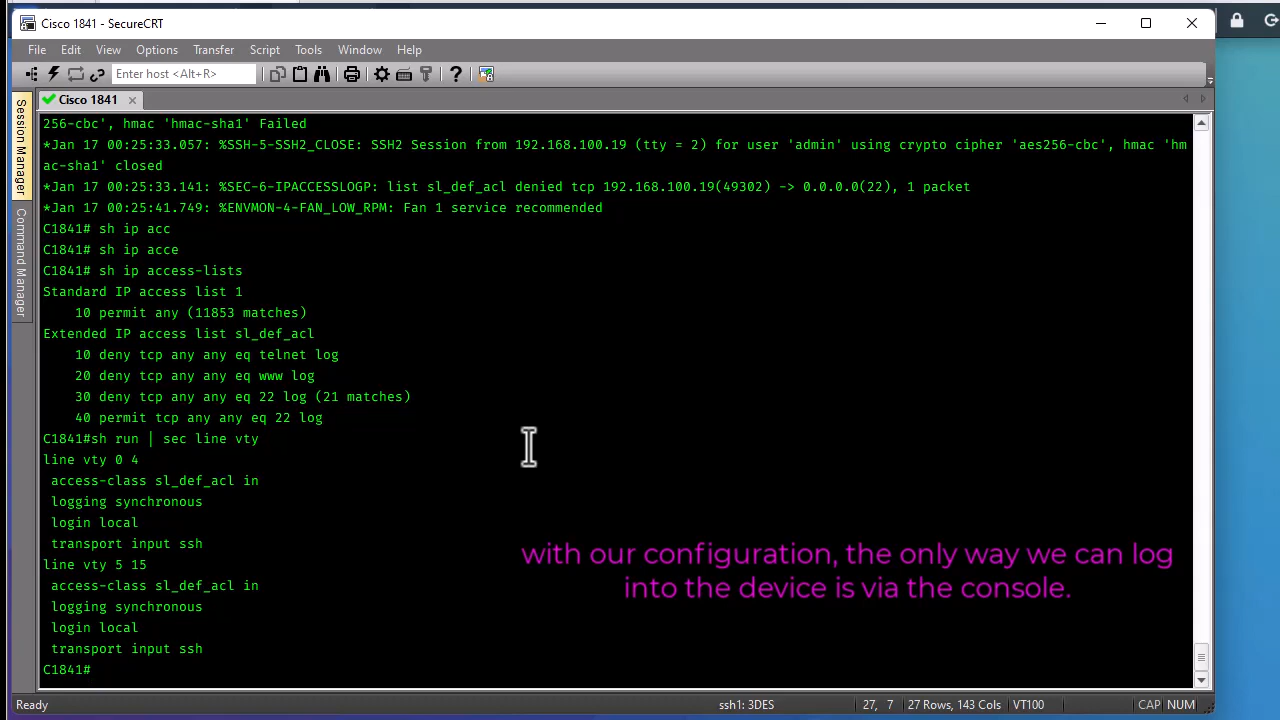 Cisco 1841 - SecureCRT
File Edit View Options Transfer Script Tools Window Help
Enter host <Alt+R>
Session Manager
Command Manager
Cisco 1841
256-cbc', hmac 'hmac-sha1' Failed
*Jan 17 00:25:33.057: %SSH-5-SSH2_CLOSE: SSH2 Session from 192.168.100.19 (tty = 2) for user 'admin' using crypto cipher 'aes256-cbc', hmac 'hm
ac-sha1' closed
*Jan 17 00:25:33.141: %SEC-6-IPACCESSLOGP: list sl_def_acl denied tcp 192.168.100.19(49302) -> 0.0.0.0(22), 1 packet
*Jan 17 00:25:41.749: %ENVMON-4-FAN_LOW_RPM: Fan 1 service recommended
C1841# sh ip acc
C1841# sh ip acce
C1841# sh ip access-lists
Standard IP access list 1
    10 permit any (11853 matches)
Extended IP access list sl_def_acl
    10 deny tcp any any eq telnet log
    20 deny tcp any any eq www log
    30 deny tcp any any eq 22 log (21 matches)
    40 permit tcp any any eq 22 log
C1841#sh run | sec line vty
line vty 0 4
 access-class sl_def_acl in
 logging synchronous
 login local
 transport input ssh
line vty 5 15
 access-class sl_def_acl in
 logging synchronous
 login local
 transport input ssh
C1841#
with our configuration, the only way we can log
into the device is via the console.
Ready ssh1: 3DES 27, 7 27 Rows, 143 Cols VT100 CAP NUM